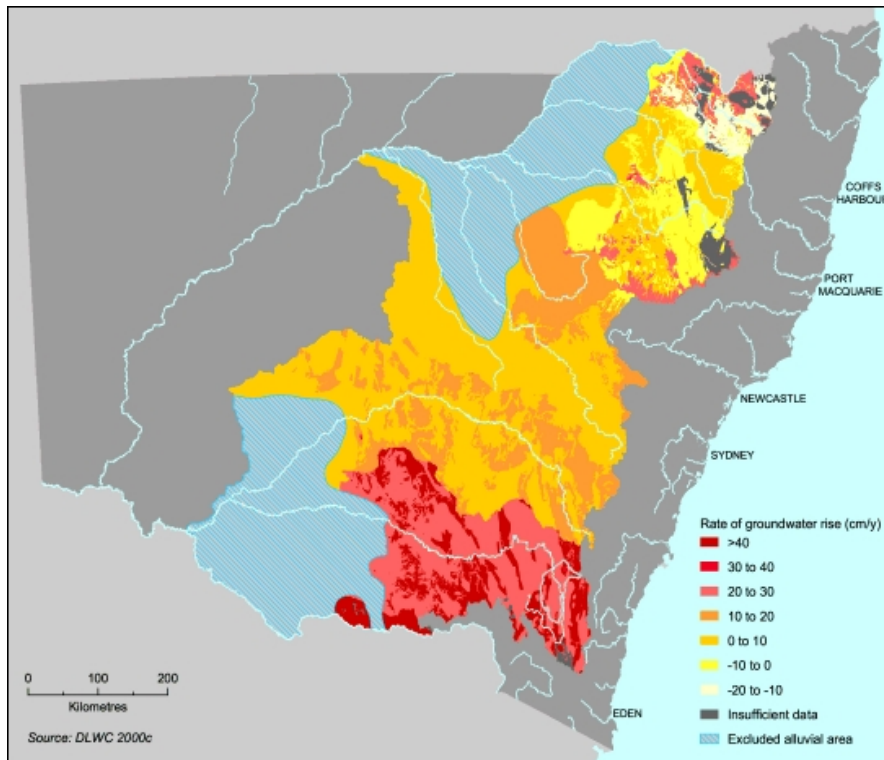 COFFS
HARBOUR
PORT
MACQUARIE
NEWCASTLE
SYDNEY
Rate of groundwater rise (cm/y)
>40
30 to 40
20 to 30
10 to 20
0 to 10
-10 to 0
-20 to -10
Insufficient data
Excluded alluvial area
EDEN
0 100 200
Kilometres
Source: DLWC 2000c